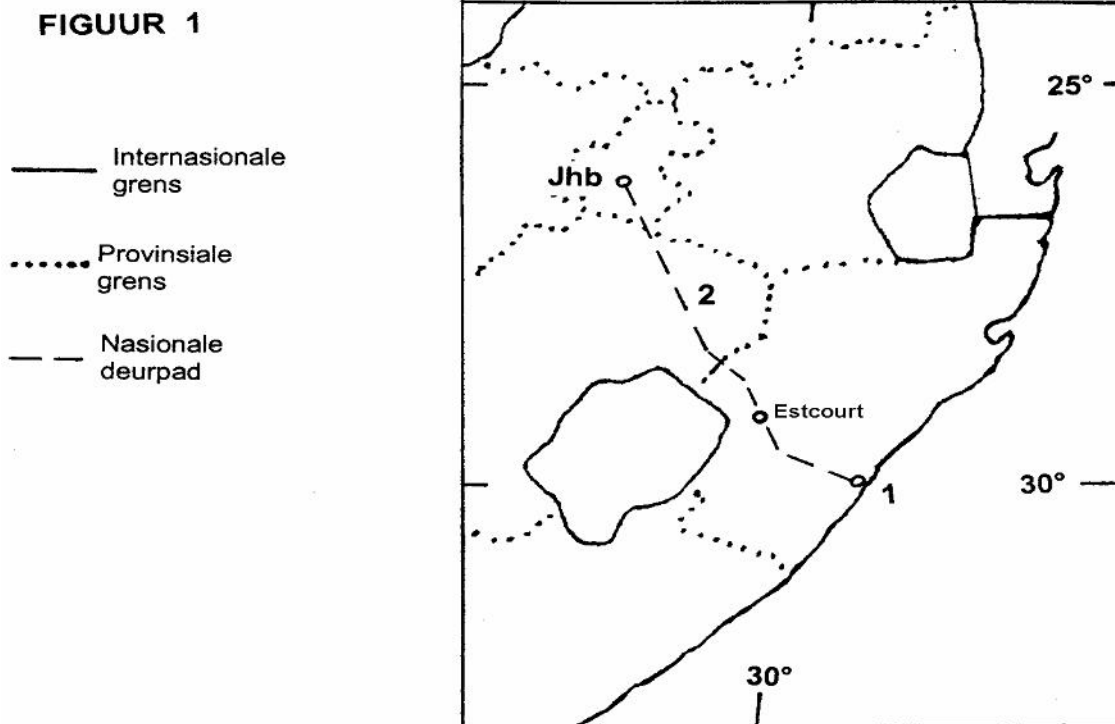 FIGUUR 1
Internasionale
grens
Provinsiale
grens
Nasionale
deurpad
25°
Jhb
2
Estcourt
30°
1
30°